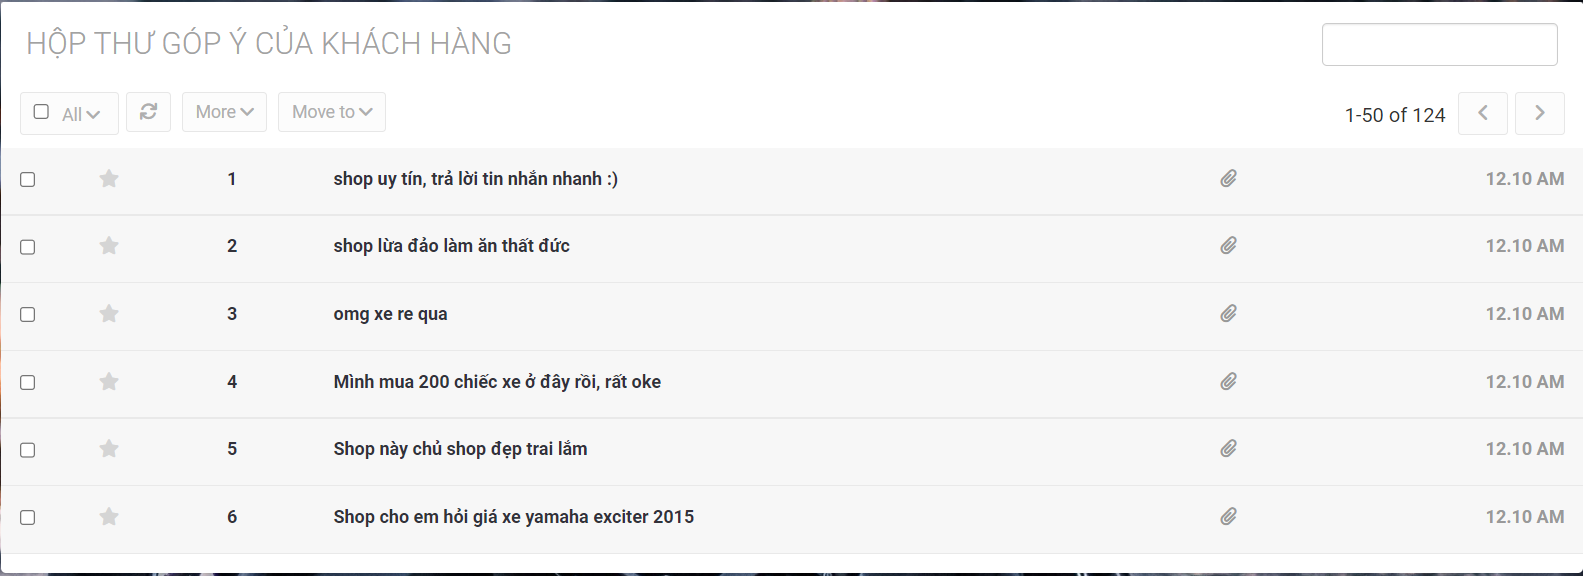 HỘP THƯ GÓP Ý CỦA KHÁCH HÀNG
All More Move to 1-50 of 124
1 shop uy tín, trả lời tin nhắn nhanh :) 12.10 AM
2 shop lừa đảo làm ăn thất đức 12.10 AM
3 omg xe re qua 12.10 AM
4 Mình mua 200 chiếc xe ở đây rồi, rất oke 12.10 AM
5 Shop này chủ shop đẹp trai lắm 12.10 AM
6 Shop cho em hỏi giá xe yamaha exciter 2015 12.10 AM